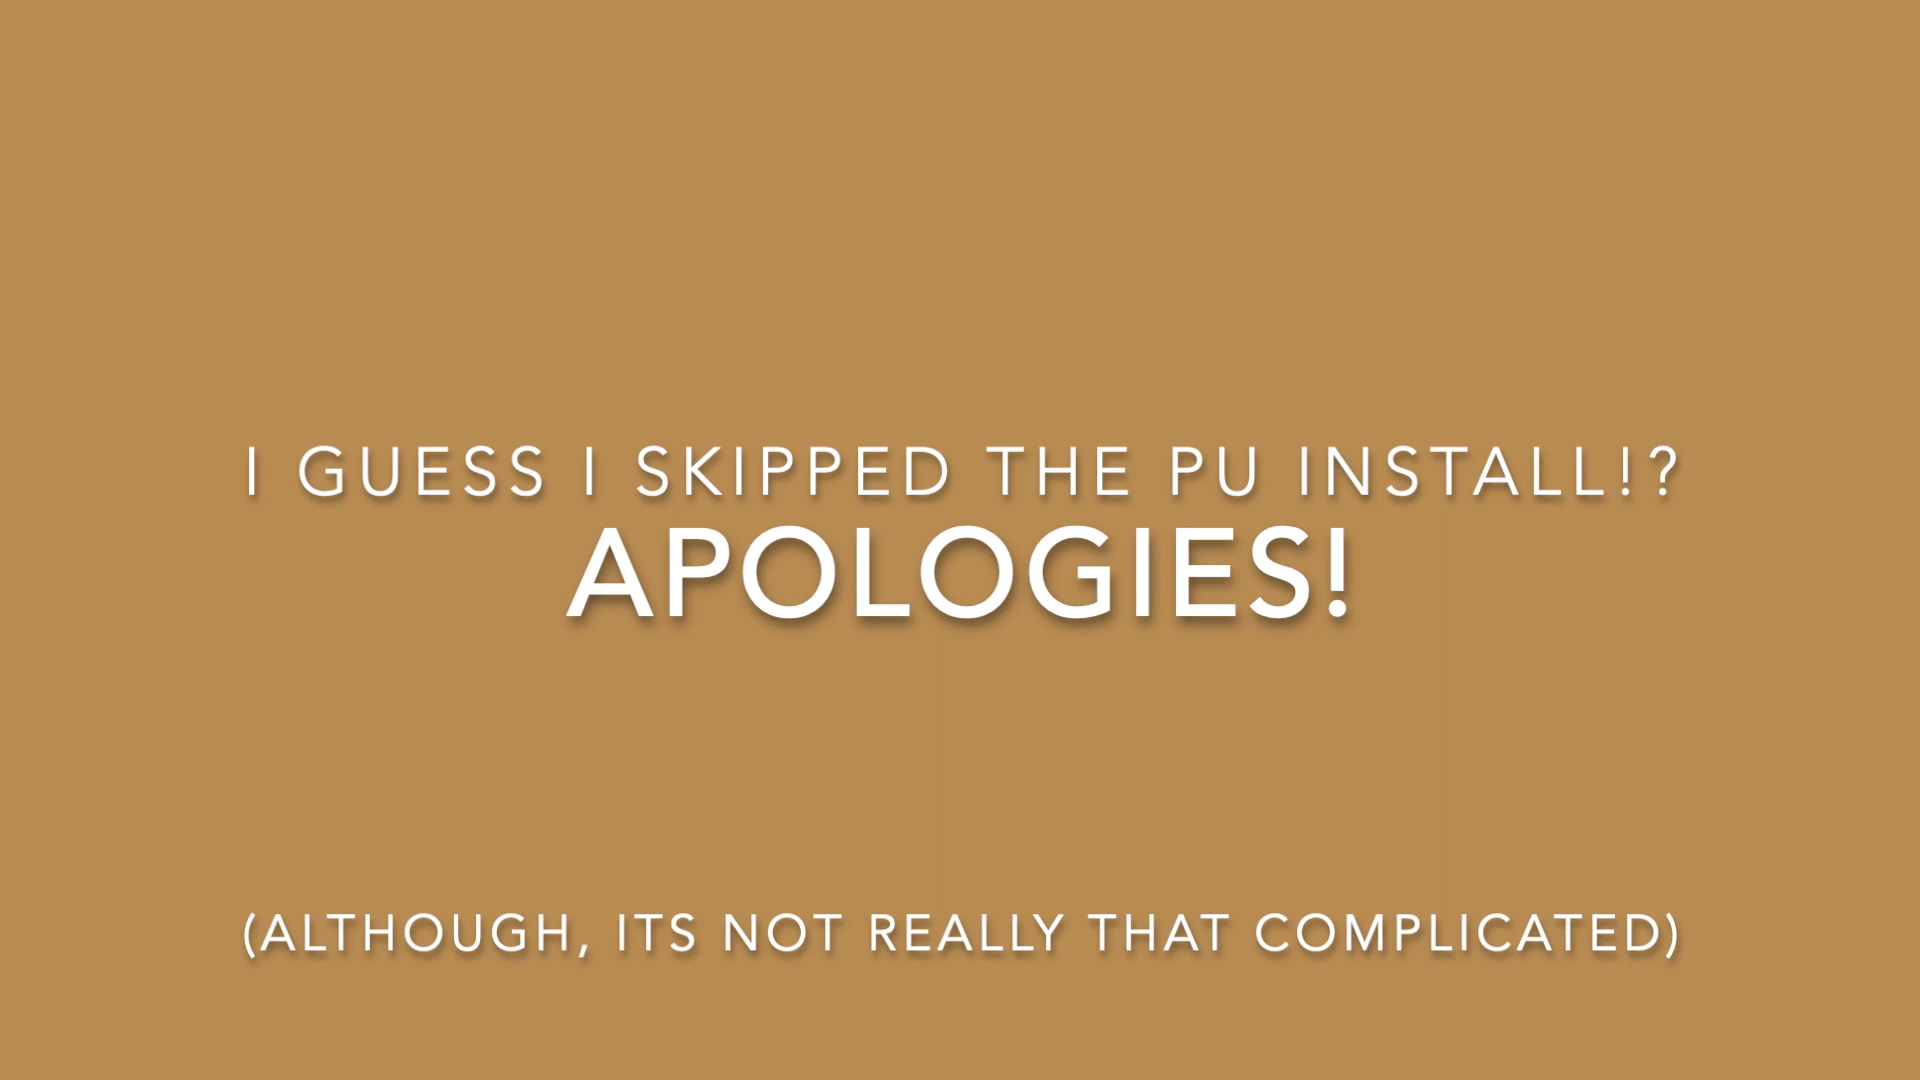 I GUESS I SKIPPED THE PU INSTALL!?
APOLOGIES!
(ALTHOUGH, ITS NOT REALLY THAT COMPLICATED)